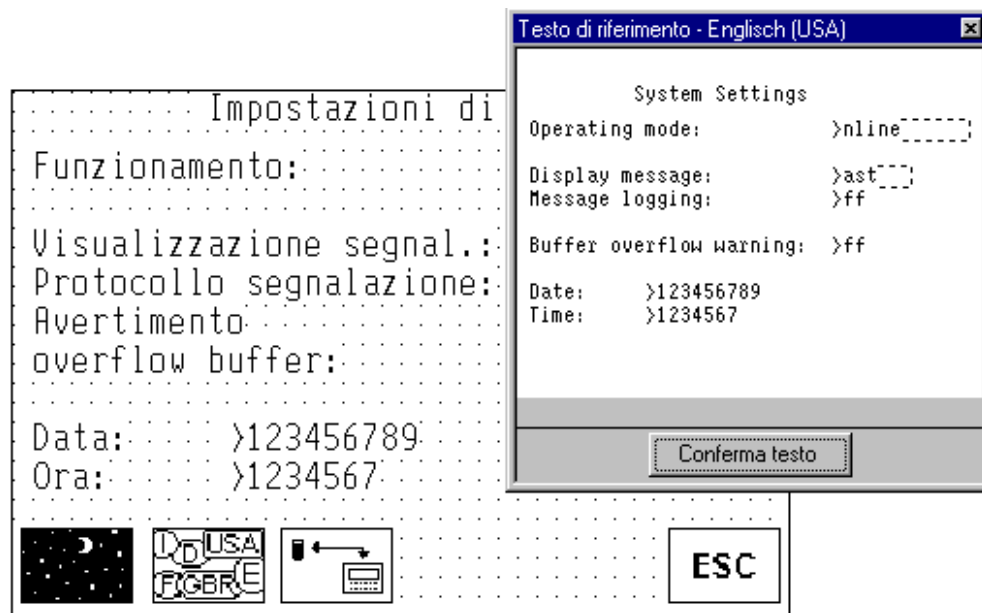 Testo di riferimento - Englisch (USA)
System Settings
Operating mode: >nline
Display message: >ast
Message logging: >ff
Buffer overflow warning: >ff
Date: >123456789
Time: >1234567
Conferma testo
Impostazioni di
Funzionamento:
Visualizzazione segnal.:
Protocollo segnalazione:
Avertimento
overflow buffer:
Data: >123456789
Ora: >1234567
I D USA F GBR E
ESC